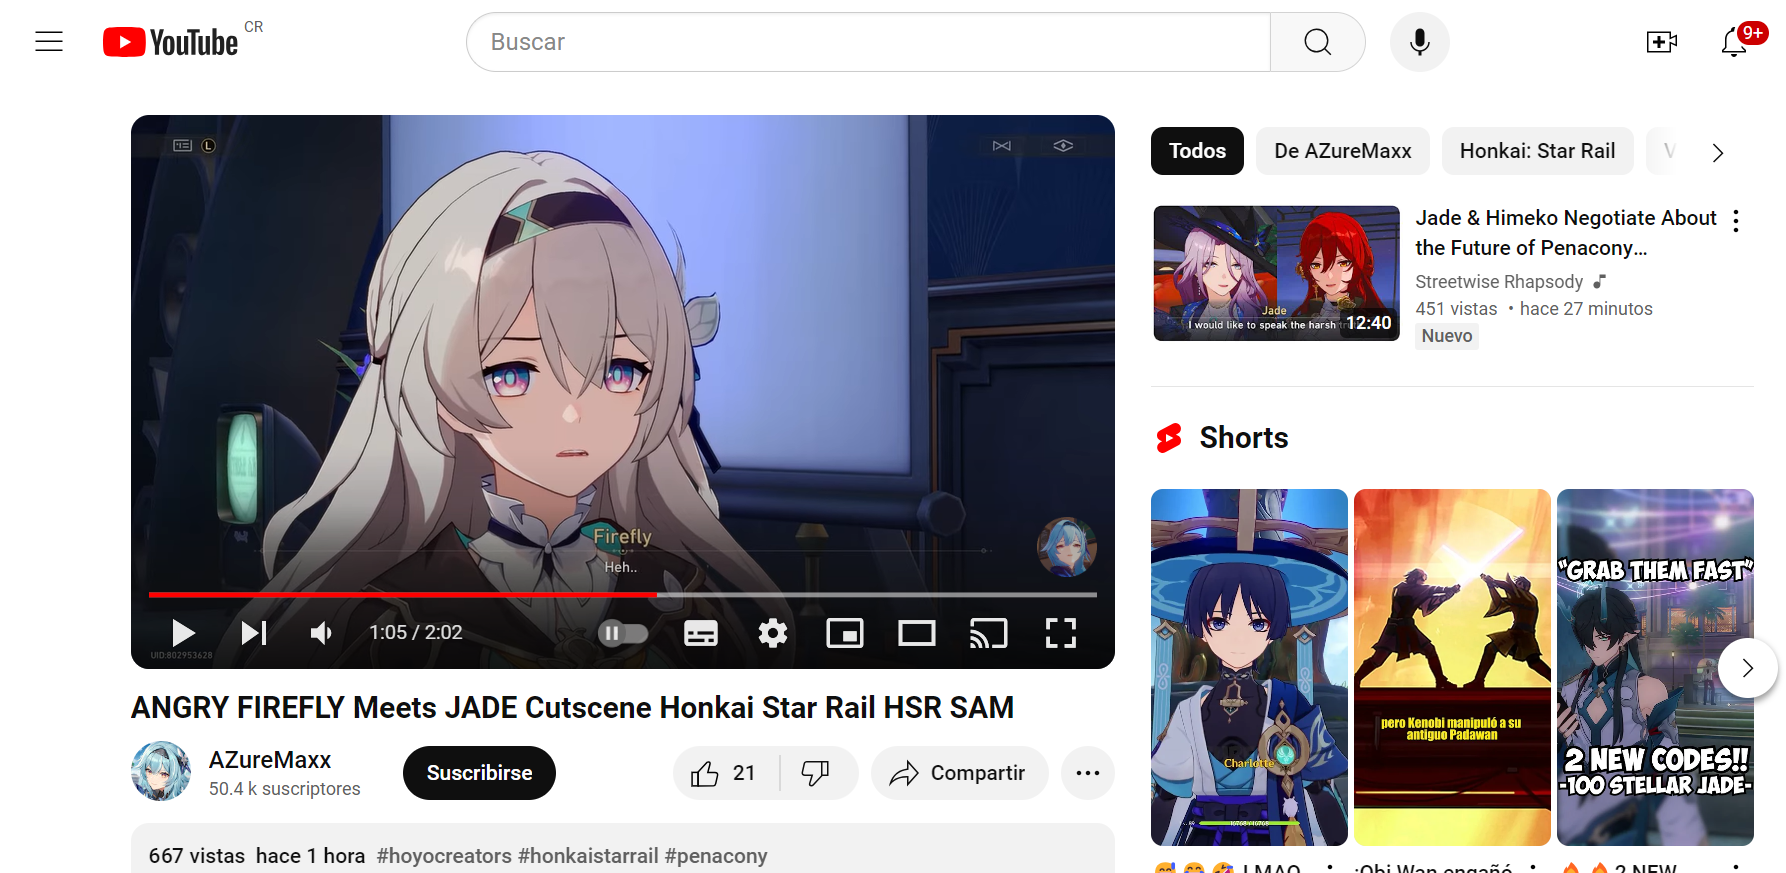 YouTube CR
Buscar
9+
L
Firefly
Heh..
1:05 / 2:02
UID:802953628
ANGRY FIREFLY Meets JADE Cutscene Honkai Star Rail HSR SAM
AZureMaxx
50.4 k suscriptores
Suscribirse
21
Compartir
667 vistas hace 1 hora #hoyocreators #honkaistarrail #penacony
Todos
De AZureMaxx
Honkai: Star Rail
V
Jade
I would like to speak the harsh
12:40
Jade & Himeko Negotiate About
the Future of Penacony...
Streetwise Rhapsody
451 vistas • hace 27 minutos
Nuevo
Shorts
Charlotte
pero Kenobi manipuló a su
antiguo Padawan
"GRAB THEM FAST"
2 NEW CODES!!
-100 STELLAR JADE-
LMAO
¡Obi Wan engañó
2 NEW